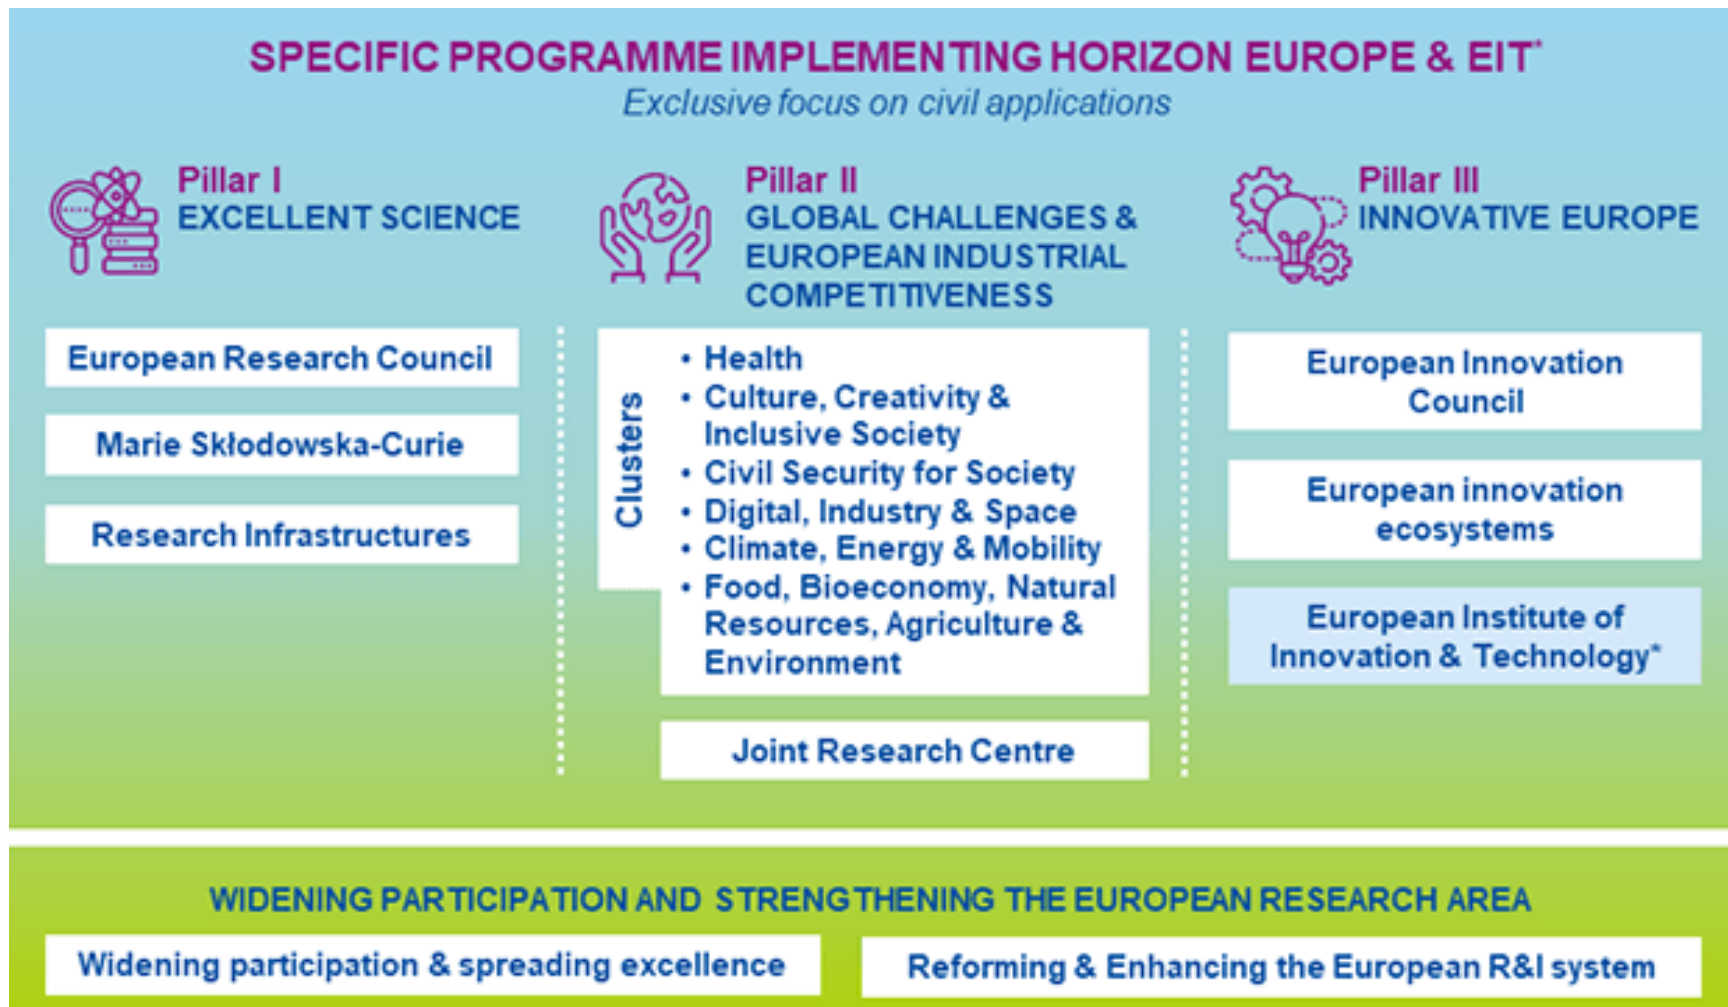 SPECIFIC PROGRAMME IMPLEMENTING HORIZON EUROPE & EIT*
Exclusive focus on civil applications
Pillar I
EXCELLENT SCIENCE
European Research Council
Marie Skłodowska-Curie
Research Infrastructures
Pillar II
GLOBAL CHALLENGES &
EUROPEAN INDUSTRIAL
COMPETITIVENESS
Clusters
• Health
• Culture, Creativity &
Inclusive Society
• Civil Security for Society
• Digital, Industry & Space
• Climate, Energy & Mobility
• Food, Bioeconomy, Natural
Resources, Agriculture &
Environment
Joint Research Centre
Pillar III
INNOVATIVE EUROPE
European Innovation
Council
European innovation
ecosystems
European Institute of
Innovation & Technology*
WIDENING PARTICIPATION AND STRENGTHENING THE EUROPEAN RESEARCH AREA
Widening participation & spreading excellence
Reforming & Enhancing the European R&I system